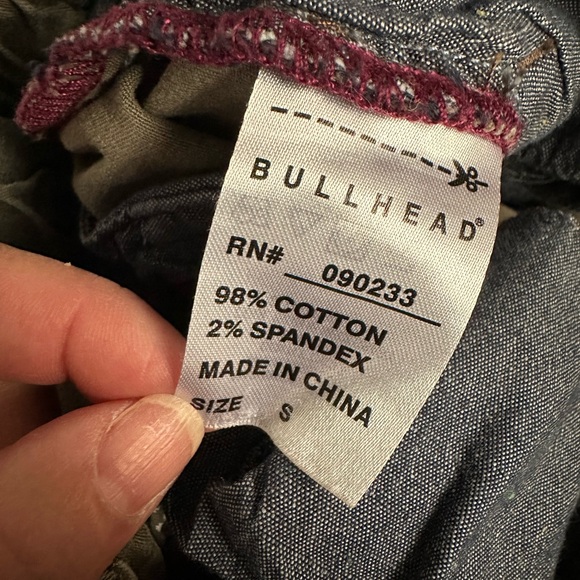 BULLHEAD®
RN# 090233
98% COTTON
2% SPANDEX
MADE IN CHINA
SIZE S